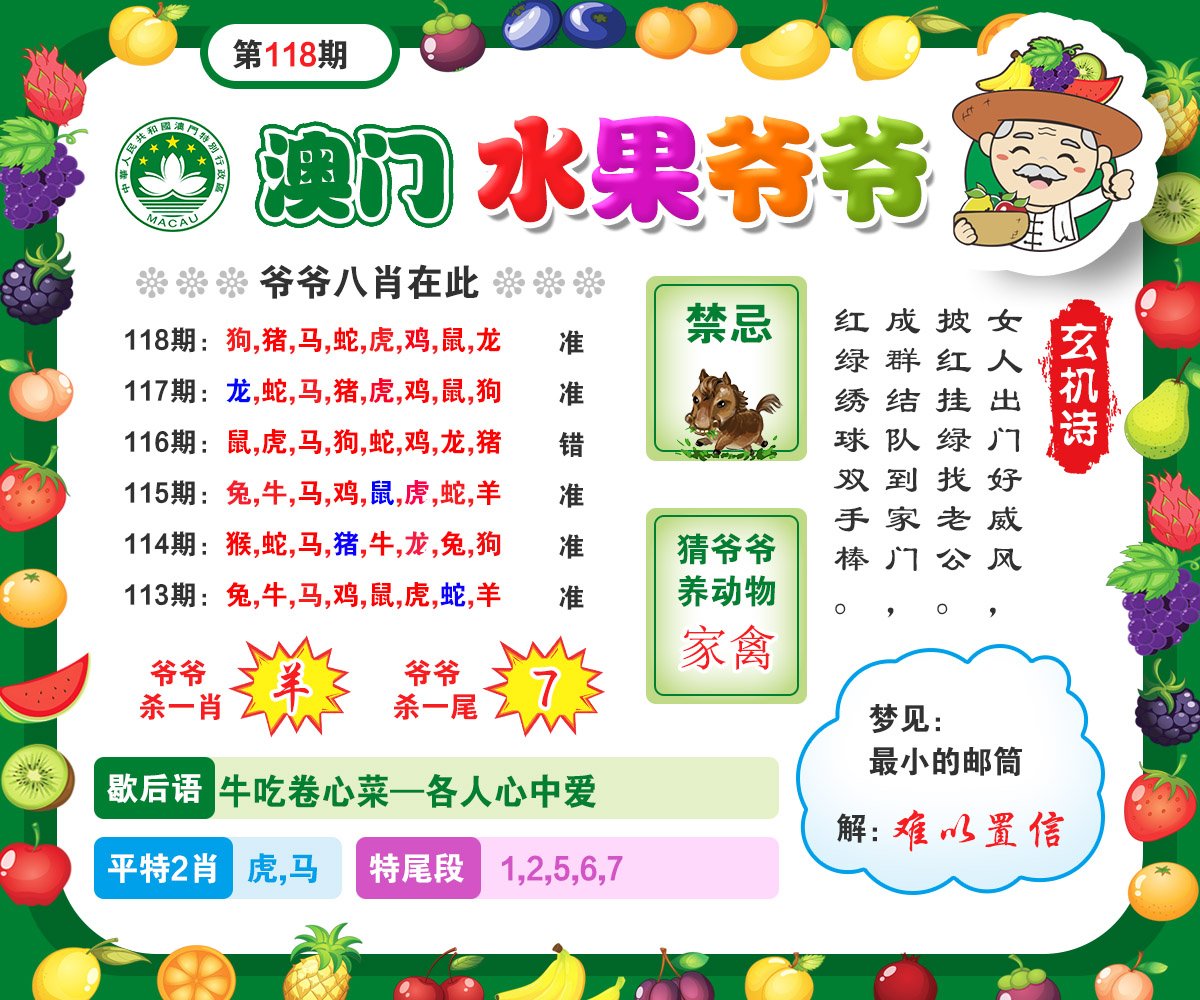 第118期
中華人民共和國澳門特別行政區
MACAU
澳门 水果爷爷
爷爷八肖在此
118期：狗,猪,马,蛇,虎,鸡,鼠,龙 准
117期：龙,蛇,马,猪,虎,鸡,鼠,狗 准
116期：鼠,虎,马,狗,蛇,鸡,龙,猪 错
115期：兔,牛,马,鸡,鼠,虎,蛇,羊 准
114期：猴,蛇,马,猪,牛,龙,兔,狗 准
113期：兔,牛,马,鸡,鼠,虎,蛇,羊 准
爷爷
杀一肖
羊
爷爷
杀一尾
7
禁忌
猜爷爷
养动物
家禽
玄机诗
女人出门好威风，
披红挂绿找老公。
成群结队到家门，
红绿绣球双手棒。
梦见：
最小的邮筒
解：难以置信
歇后语 牛吃卷心菜—各人心中爱
平特2肖 虎,马
特尾段 1,2,5,6,7